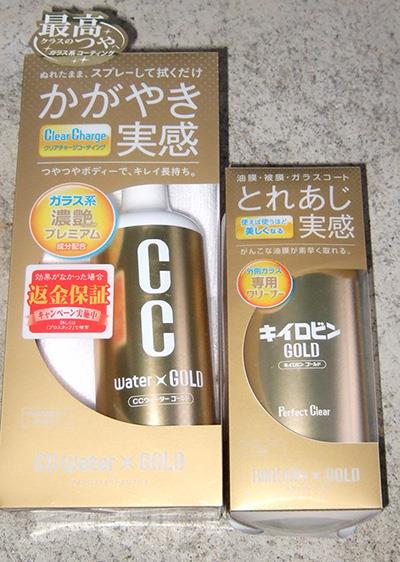 最高
クラスのつや
ガラス系コーティング
ぬれたまま、スプレーして拭くだけ
かがやき
Clear Charge
クリアチャージコーティング
実感
つやつやボディーで、キレイ長持ち。
ガラス系
濃艶
プレミアム
成分配合
効果がなかった場合
返金保証
キャンペーン実施中
CC
water×GOLD
CCウォーター ゴールド
CC water×GOLD
油膜・被膜・ガラスコート
とれあじ
使えば使うほど
美しくなる
実感
がんこな油膜が素早く取れる。
外側ガラス
専用
クリーナー
キイロビン
GOLD
キイロビン ゴールド
Perfect Clear